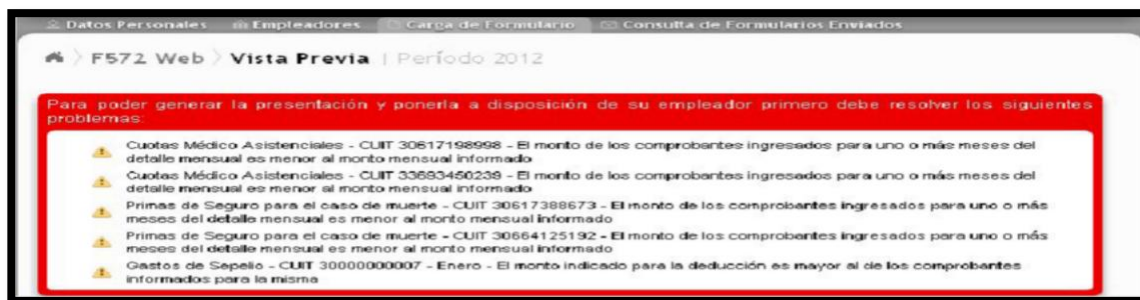 Datos Personales Empleadores Carga de Formulario Consulta de Formularios Enviados
F572 Web Vista Previa | Período 2012
Para poder generar la presentación y ponerla a disposición de su empleador primero debe resolver los siguientes
problemas:
Cuotas Médico Asistenciales - CUIT 30617198998 - El monto de los comprobantes ingresados para uno o más meses del
detalle mensual es menor al monto mensual informado
Cuotas Médico Asistenciales - CUIT 33693450239 - El monto de los comprobantes ingresados para uno o más meses del
detalle mensual es menor al monto mensual informado
Primas de Seguro para el caso de muerte - CUIT 30617388673 - El monto de los comprobantes ingresados para uno o más
meses del detalle mensual es menor al monto mensual informado
Primas de Seguro para el caso de muerte - CUIT 30664125192 - El monto de los comprobantes ingresados para uno o más
meses del detalle mensual es menor al monto mensual informado
Gastos de Sepelio - CUIT 30000000007 - Enero - El monto indicado para la deducción es mayor al de los comprobantes
informados para la misma